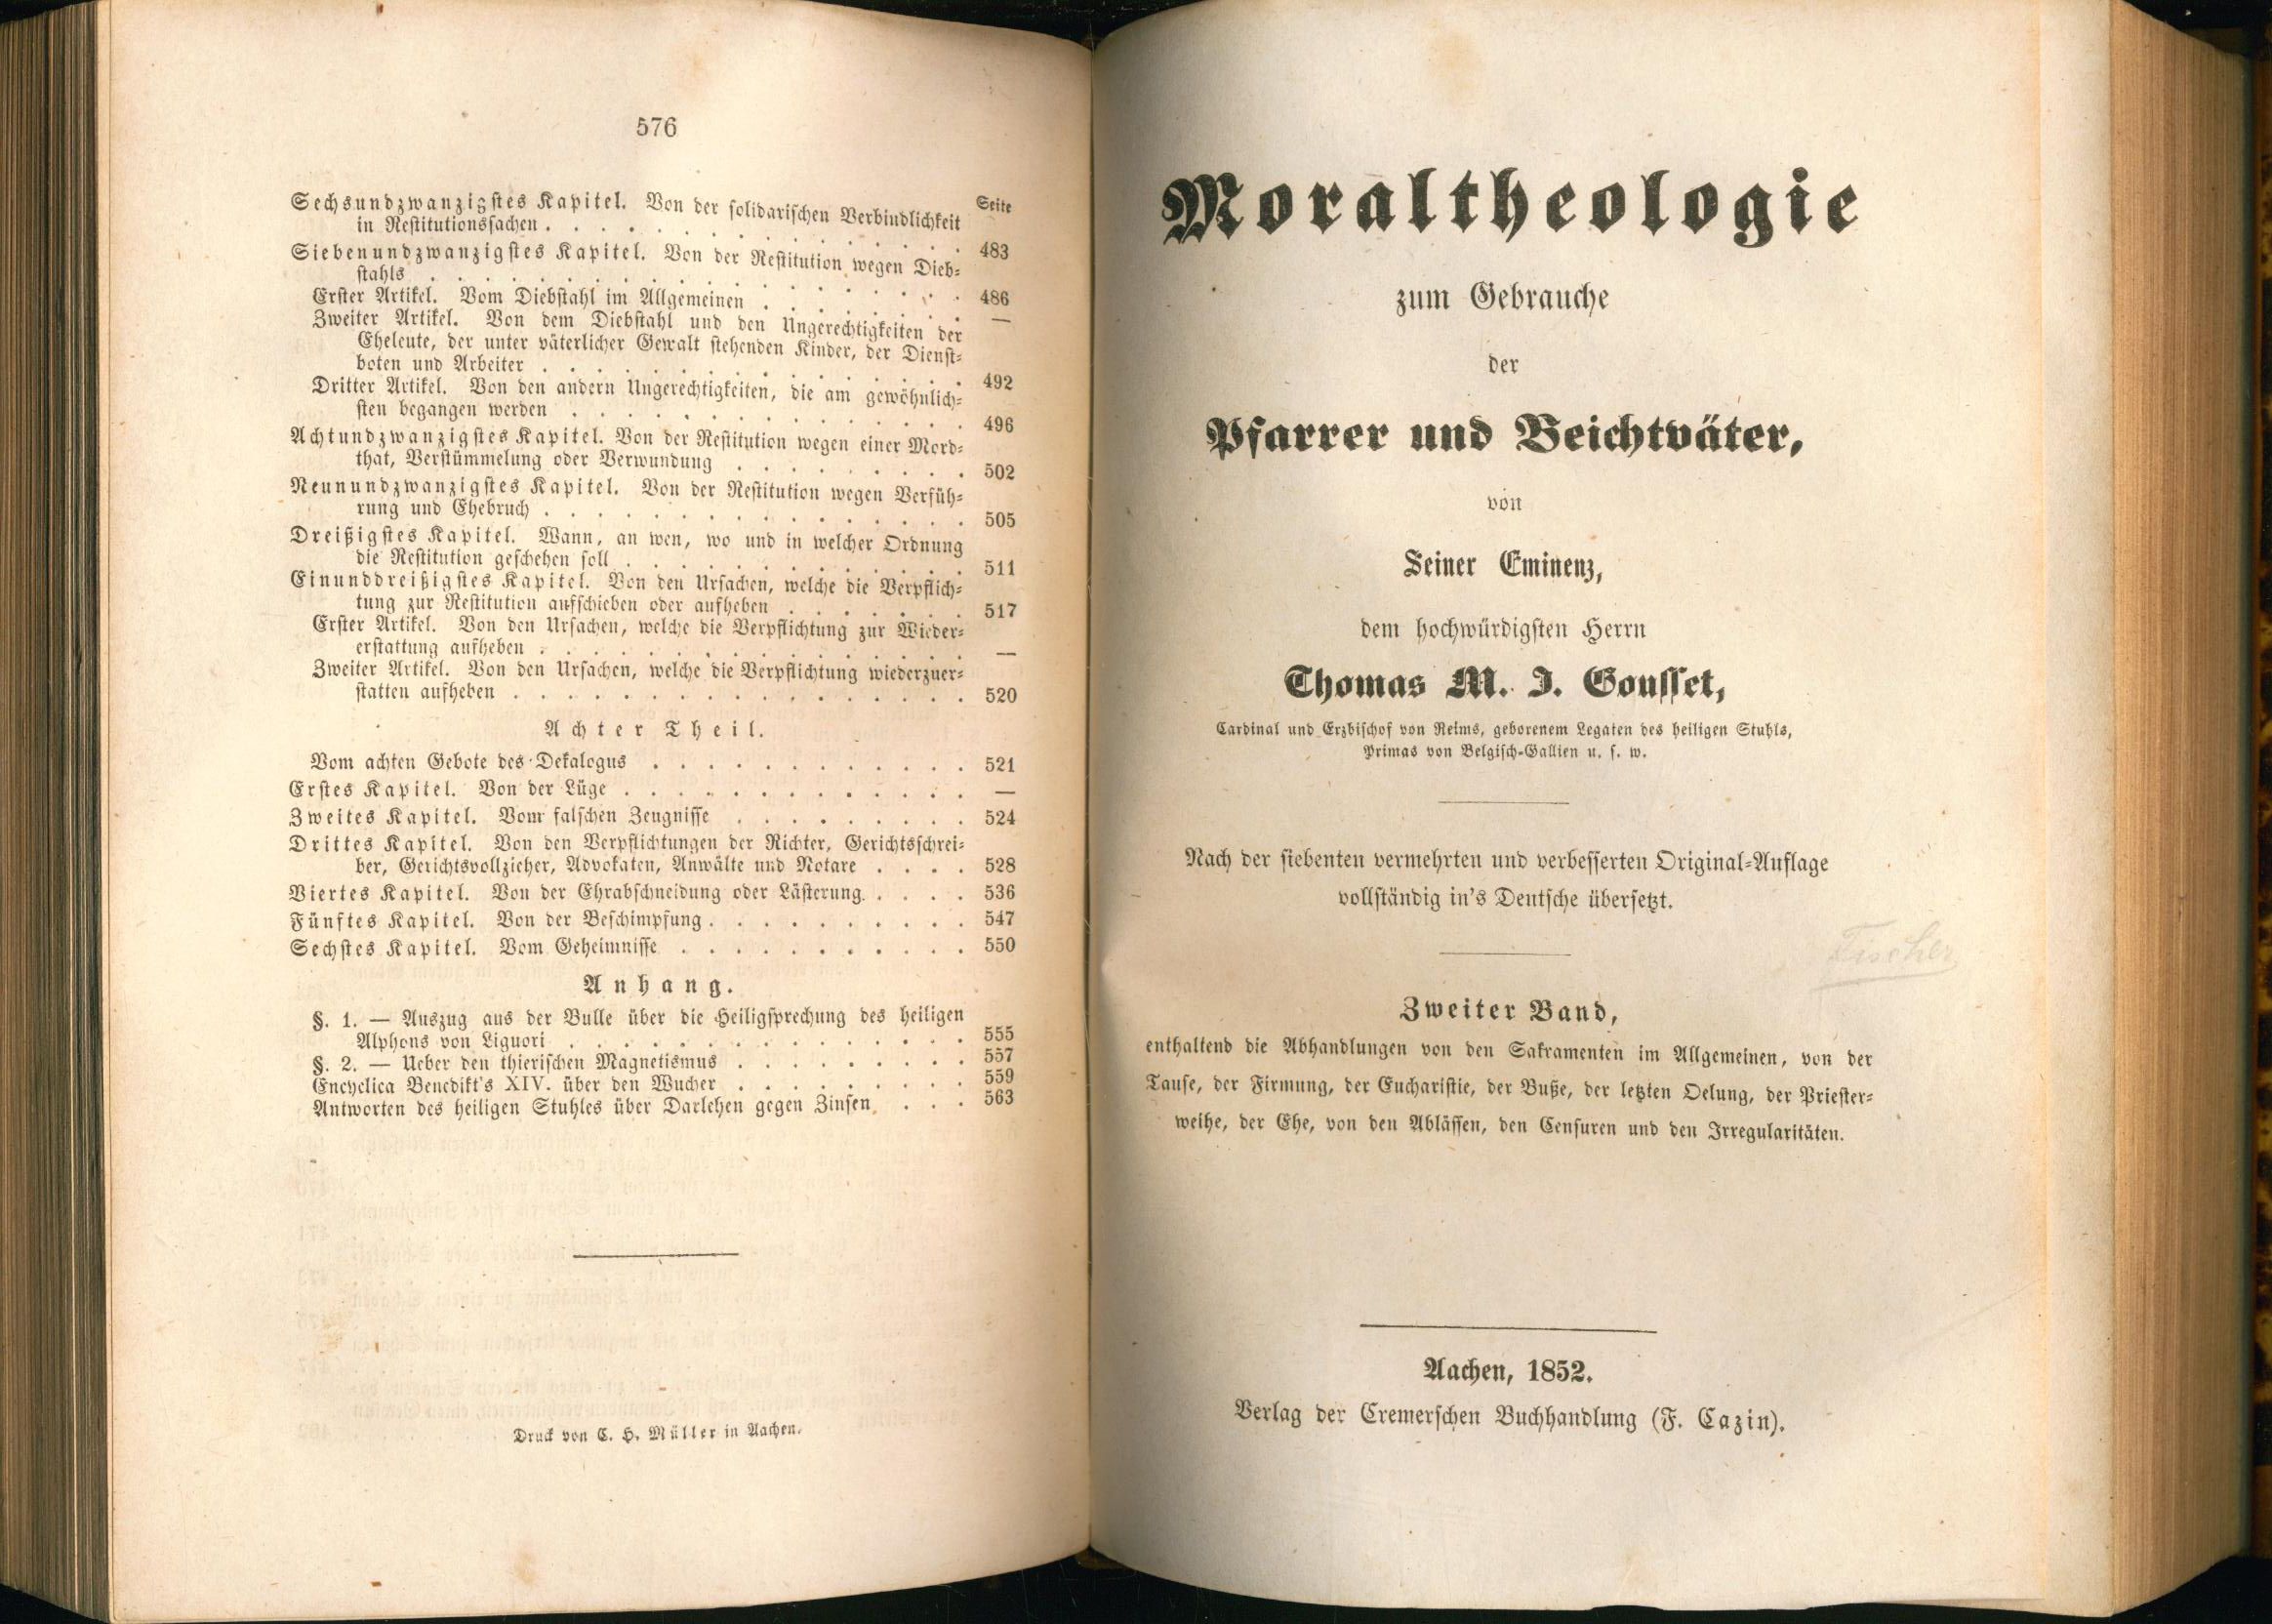 576
Seite
Sechsundzwanzigstes Kapitel. Von der solidarischen Verbindlichkeit
in Restitutionssachen . . . . . . . . . . . . 483
Siebenundzwanzigstes Kapitel. Von der Restitution wegen Dieb-
stahls . . . . . . . . . . . . . . . . 486
Erster Artikel. Vom Diebstahl im Allgemeinen . . . . . . —
Zweiter Artikel. Von dem Diebstahl und den Ungerechtigkeiten der
Eheleute, der unter väterlicher Gewalt stehenden Kinder, der Dienst-
boten und Arbeiter . . . . . . . . . . . . . 492
Dritter Artikel. Von den andern Ungerechtigkeiten, die am gewöhnlich-
sten begangen werden . . . . . . . . . . . . 496
Achtundzwanzigstes Kapitel. Von der Restitution wegen einer Mord-
that, Verstümmelung oder Verwundung . . . . . . . . 502
Neunundzwanzigstes Kapitel. Von der Restitution wegen Verfüh-
rung und Ehebruch . . . . . . . . . . . . . 505
Dreißigstes Kapitel. Wann, an wen, wo und in welcher Ordnung
die Restitution geschehen soll . . . . . . . . . . 511
Einunddreißigstes Kapitel. Von den Ursachen, welche die Verpflich-
tung zur Restitution aufschieben oder aufheben . . . . . . 517
Erster Artikel. Von den Ursachen, welche die Verpflichtung zur Wieder-
erstattung aufheben . . . . . . . . . . . . . —
Zweiter Artikel. Von den Ursachen, welche die Verpflichtung wiederzuer-
statten aufheben . . . . . . . . . . . . . . 520
Achter Theil.
Vom achten Gebote des Dekalogus . . . . . . . . . . . 521
Erstes Kapitel. Von der Lüge . . . . . . . . . . . . —
Zweites Kapitel. Vom falschen Zeugnisse . . . . . . . . . 524
Drittes Kapitel. Von den Verpflichtungen der Richter, Gerichtsschrei-
ber, Gerichtsvollzieher, Advokaten, Anwälte und Notare . . . . 528
Viertes Kapitel. Von der Ehrabschneidung oder Lästerung . . . . 536
Fünftes Kapitel. Von der Beschimpfung . . . . . . . . . . 547
Sechstes Kapitel. Vom Geheimnisse . . . . . . . . . . . 550
Anhang.
§. 1. — Auszug aus der Bulle über die Heiligsprechung des heiligen
Alphons von Liguori . . . . . . . . . . . . . 555
§. 2. — Ueber den thierischen Magnetismus . . . . . . . . . 557
Encyclica Benedikt's XIV. über den Wucher . . . . . . . . . 559
Antworten des heiligen Stuhles über Darlehen gegen Zinsen . . . 563
Druck von C. H. Müller in Aachen.
Moraltheologie
zum Gebrauche
der
Pfarrer und Beichtväter,
von
Seiner Eminenz,
dem hochwürdigsten Herrn
Thomas M. J. Gousset,
Cardinal und Erzbischof von Reims, geborenem Legaten des heiligen Stuhls,
Primas von Belgisch-Gallien u. s. w.
Nach der siebenten vermehrten und verbesserten Original-Auflage
vollständig in's Deutsche übersetzt.
Fischer
Zweiter Band,
enthaltend die Abhandlungen von den Sakramenten im Allgemeinen, von der
Taufe, der Firmung, der Eucharistie, der Buße, der letzten Oelung, der Priester-
weihe, der Ehe, von den Ablässen, den Censuren und den Irregularitäten.
Aachen, 1852.
Verlag der Cremerschen Buchhandlung (F. Cazin).